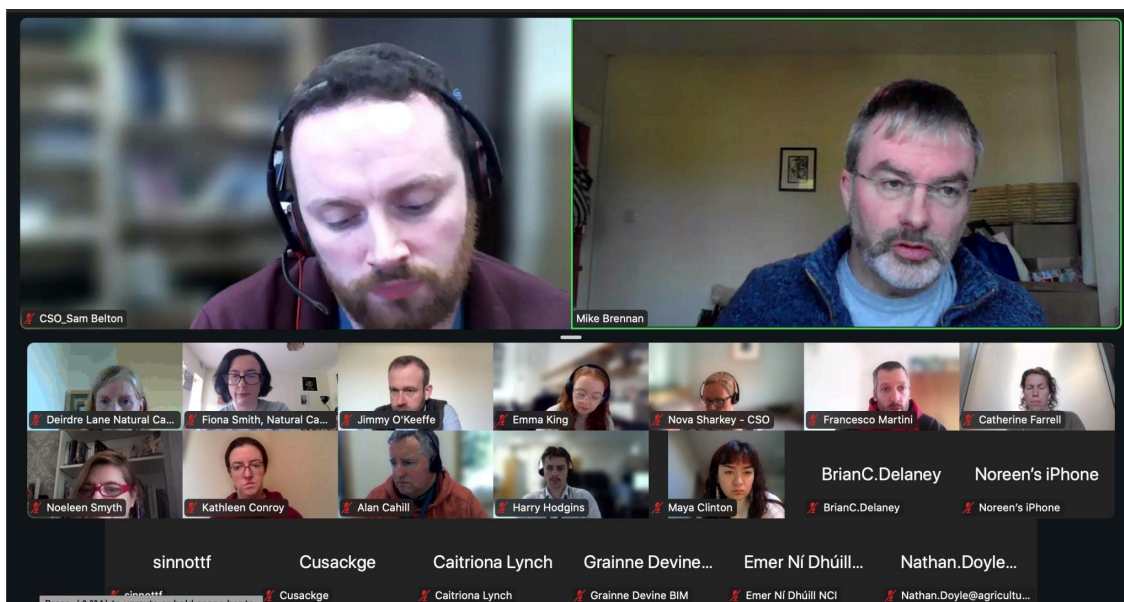 CSO_Sam Belton
Mike Brennan
Deirdre Lane Natural Ca...
Fiona Smith, Natural Ca...
Jimmy O'Keeffe
Emma King
Nova Sharkey - CSO
Francesco Martini
Catherine Farrell
Noeleen Smyth
Kathleen Conroy
Alan Cahill
Harry Hodgins
Maya Clinton
BrianC.Delaney
BrianC.Delaney
Noreen’s iPhone
Noreen’s iPhone
sinnottf
Cusackge
Caitriona Lynch
Grainne Devine...
Emer Ní Dhúill...
Nathan.Doyle...
sinnottf
Cusackge
Caitriona Lynch
Grainne Devine BIM
Emer Ní Dhúill NCI
Nathan.Doyle@agricultu...